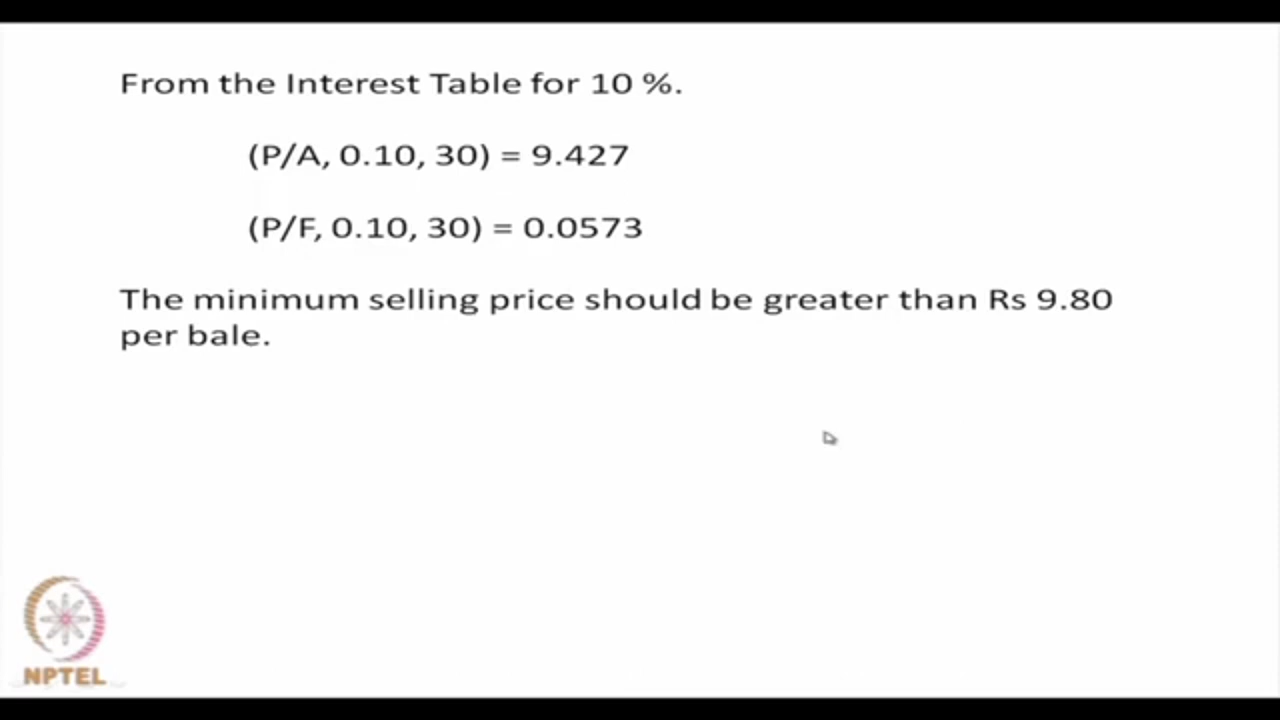 From the Interest Table for 10 %.
(P/A, 0.10, 30) = 9.427
(P/F, 0.10, 30) = 0.0573
The minimum selling price should be greater than Rs 9.80
per bale.
NPTEL